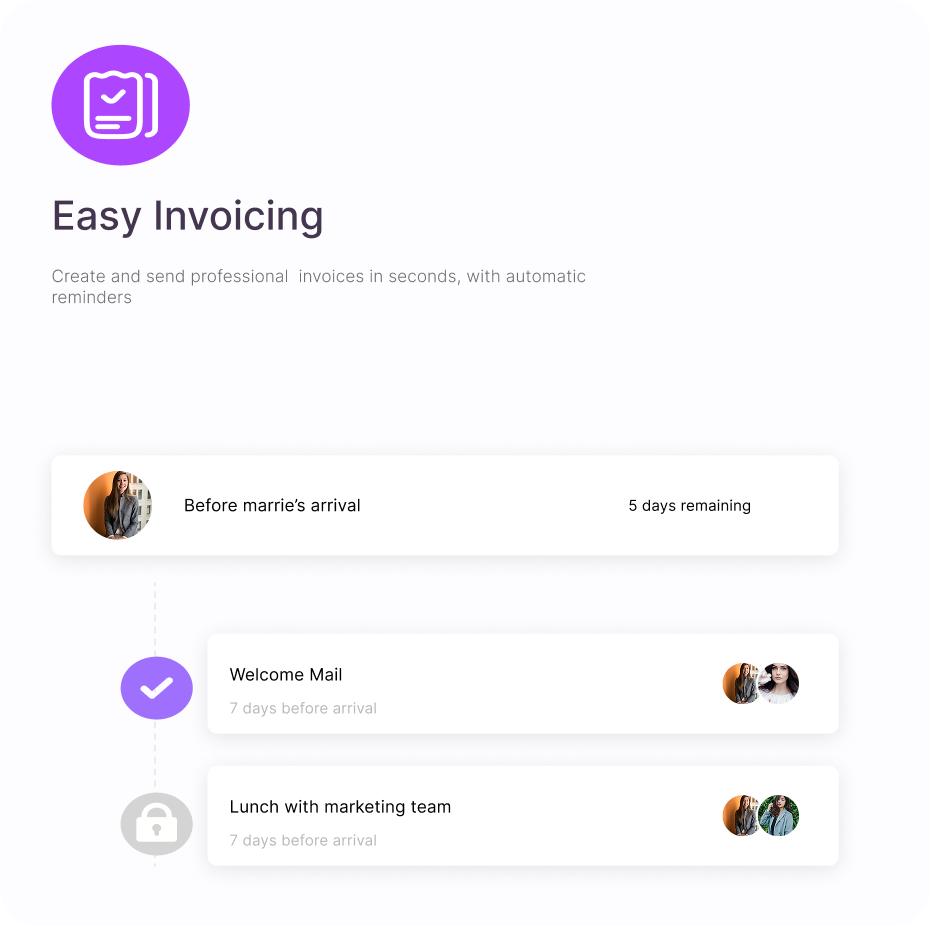 Easy Invoicing
Create and send professional  invoices in seconds, with automatic
reminders
Before marrie’s arrival
5 days remaining
Welcome Mail
7 days before arrival
Lunch with marketing team
7 days before arrival